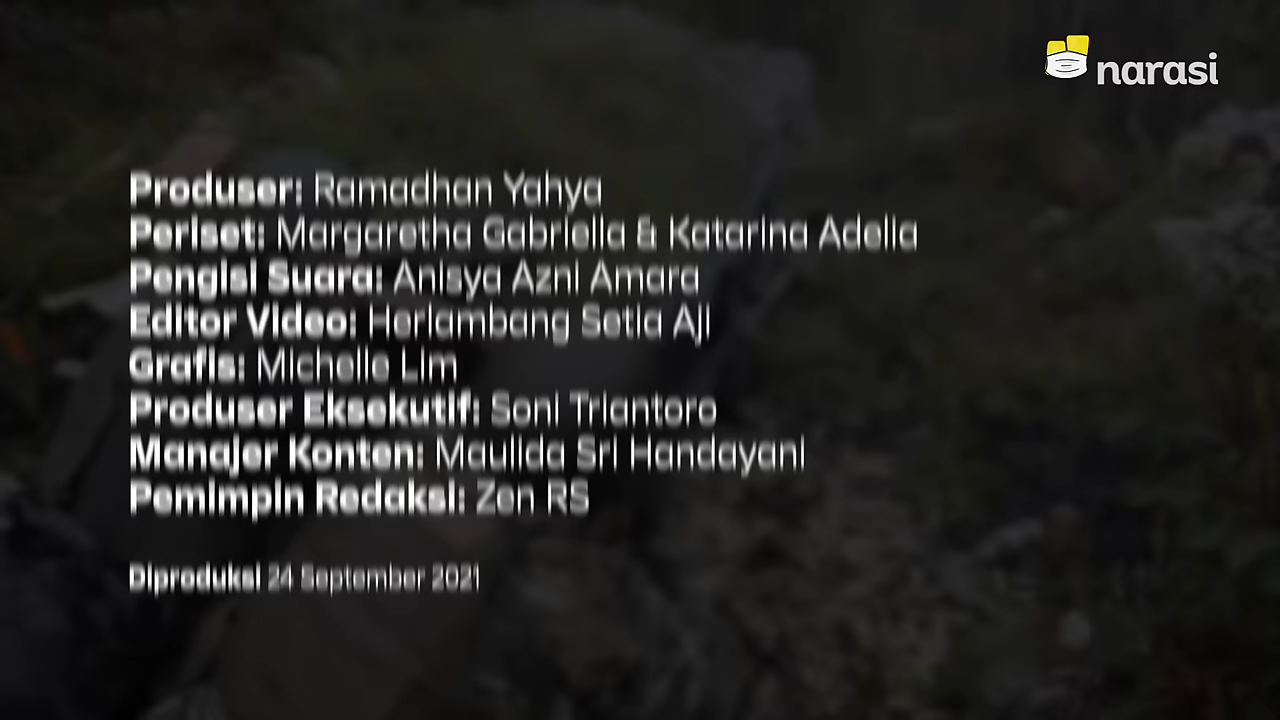 narasi
Produser: Ramadhan Yahya
Periset: Margaretha Gabriella & Katarina Adelia
Pengisi Suara: Anisya Azni Amara
Editor Video: Herlambang Setia Aji
Grafis: Michelle Lim
Produser Eksekutif: Soni Triantoro
Manajer Konten: Maulida Sri Handayani
Pemimpin Redaksi: Zen RS
Diproduksi 24 September 2021